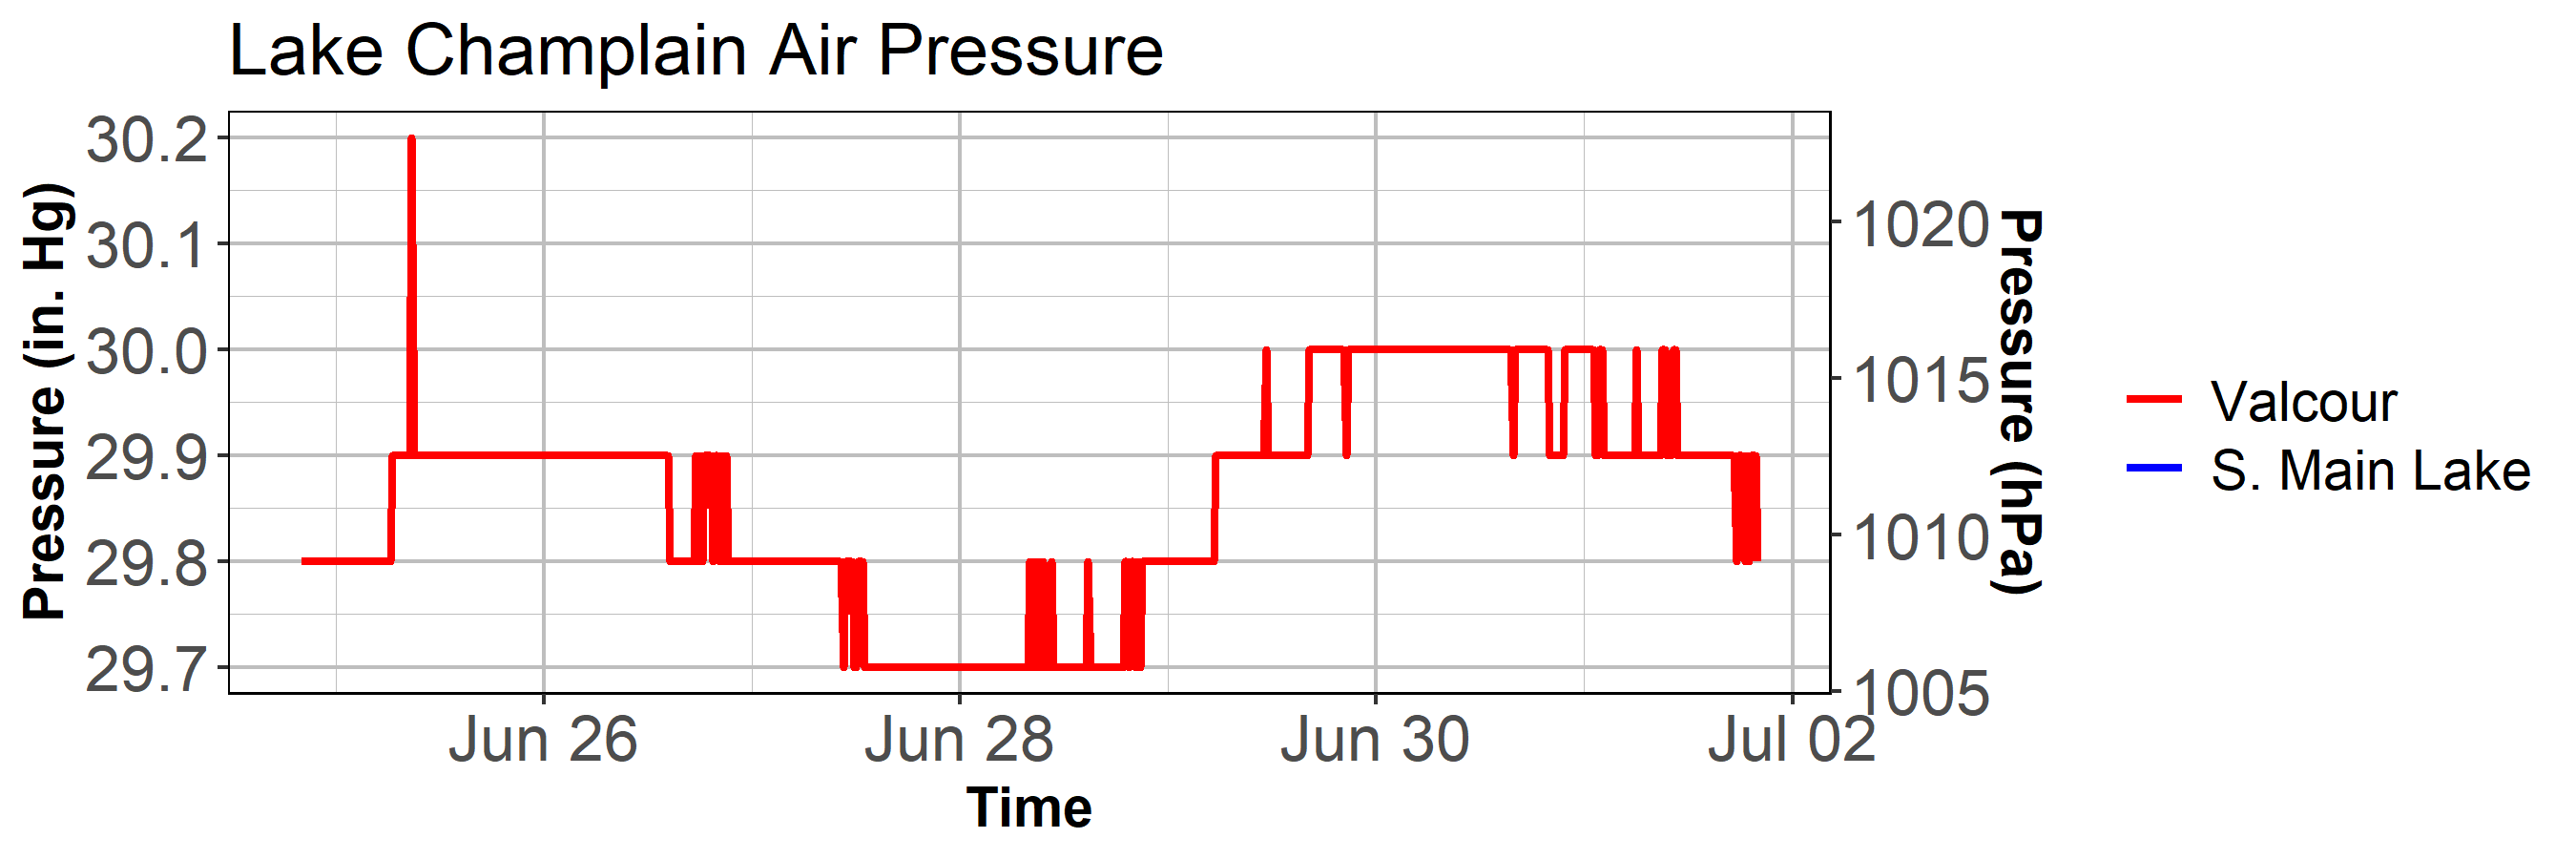 Lake Champlain Air Pressure
30.2
30.1
30.0
29.9
29.8
29.7
Pressure (in. Hg)
1020
1015
1010
1005
Pressure (hPa)
Jun 26 Jun 28 Jun 30 Jul 02
Time
Valcour
S. Main Lake